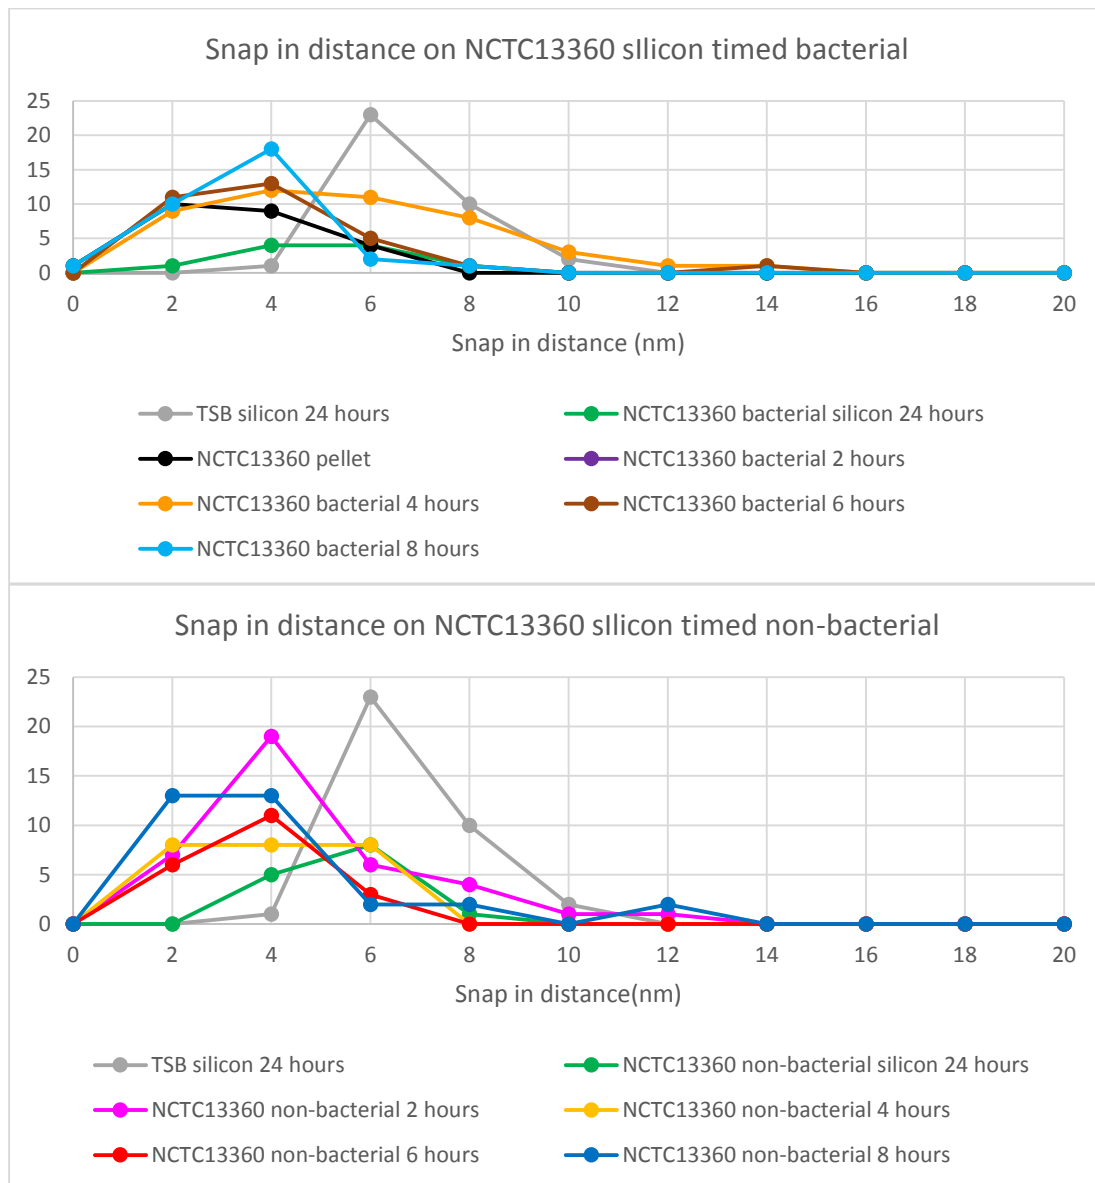 Snap in distance on NCTC13360 sIlicon timed bacterial
25
20
15
10
5
0
0 2 4 6 8 10 12 14 16 18 20
Snap in distance (nm)
TSB silicon 24 hours NCTC13360 bacterial silicon 24 hours
NCTC13360 pellet NCTC13360 bacterial 2 hours
NCTC13360 bacterial 4 hours NCTC13360 bacterial 6 hours
NCTC13360 bacterial 8 hours
Snap in distance on NCTC13360 sIlicon timed non-bacterial
25
20
15
10
5
0
0 2 4 6 8 10 12 14 16 18 20
Snap in distance(nm)
TSB silicon 24 hours NCTC13360 non-bacterial silicon 24 hours
NCTC13360 non-bacterial 2 hours NCTC13360 non-bacterial 4 hours
NCTC13360 non-bacterial 6 hours NCTC13360 non-bacterial 8 hours